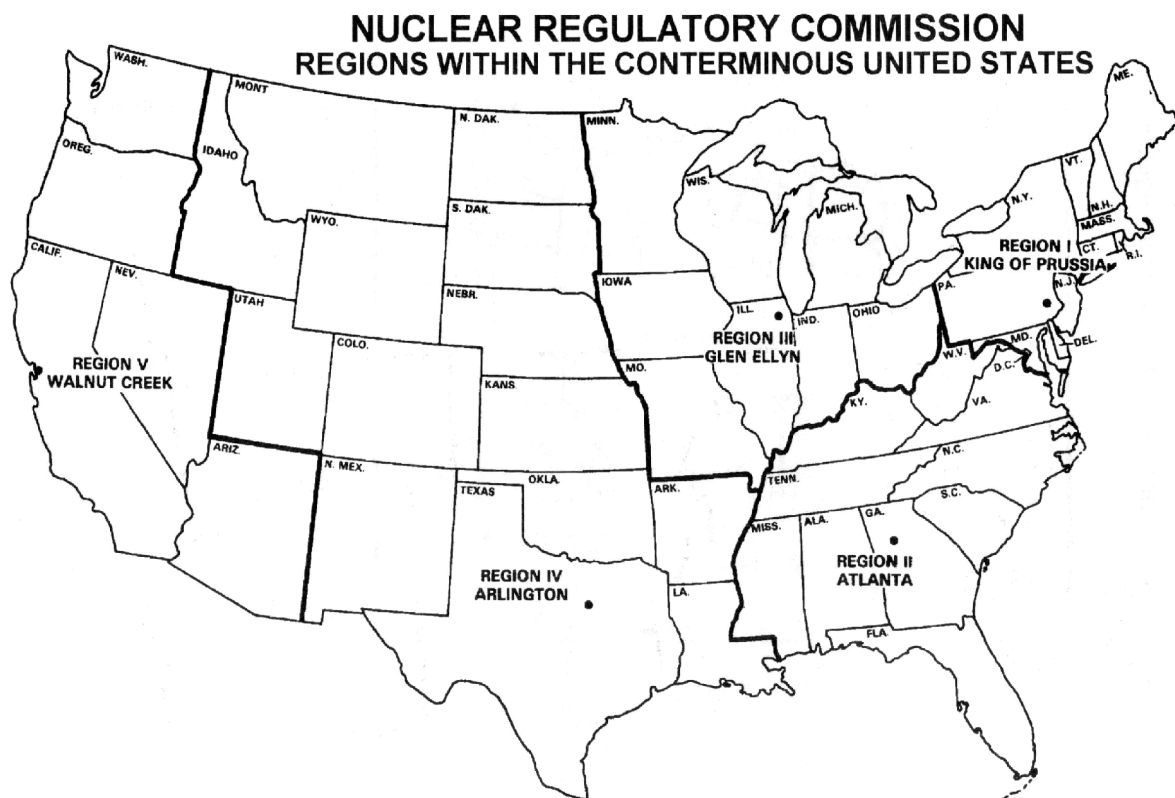 NUCLEAR REGULATORY COMMISSION
REGIONS WITHIN THE CONTERMINOUS UNITED STATES
WASH.
MONT
N. DAK.
MINN.
ME.
OREG.
IDAHO
WIS.
VT.
S. DAK.
MICH.
N.Y.
N.H.
WYO.
MASS.
CALIF.
NEV.
REGION I
KING OF PRUSSIA
CT.
R.I.
UTAH
NEBR.
IOWA
PA.
N.J.
ILL.
IND.
OHIO
REGION III
GLEN ELLYN
MD.
DEL.
COLO.
W.V.
D.C.
REGION V
WALNUT CREEK
KANS
MO.
KY.
VA.
ARIZ.
N. MEX.
OKLA.
TEXAS
ARK.
TENN.
N.C.
S.C.
MISS.
ALA.
GA.
REGION II
ATLANTA
REGION IV
ARLINGTON
LA.
FLA.